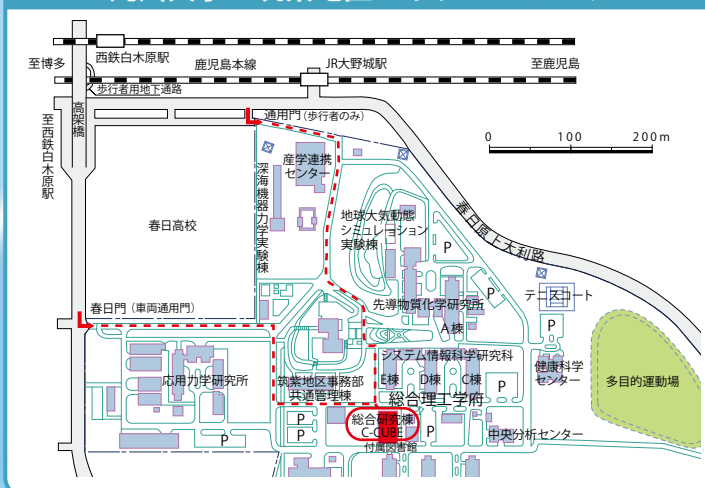 西鉄白木原駅
至博多
鹿児島本線
JR大野城駅
至鹿児島
歩行者用地下通路
高架橋
通用門(歩行者のみ)
0 100 200m
至西鉄白木原駅
産学連携
センター
深海機器力学実験棟
春日高校
地球大気動態
シミュレーション
実験棟
春日原上大利路
P
P
春日門(車両通用門)
先導物質化学研究所
A棟
テニスコート
P
システム情報科学研究科
応用力学研究所
筑紫地区事務部
共通管理棟
E棟
D棟
C棟
P
健康科学
センター
多目的運動場
総合理工学府
P
P
P
総合研究棟
C-CUBE
付属図書館
P
中央分析センター